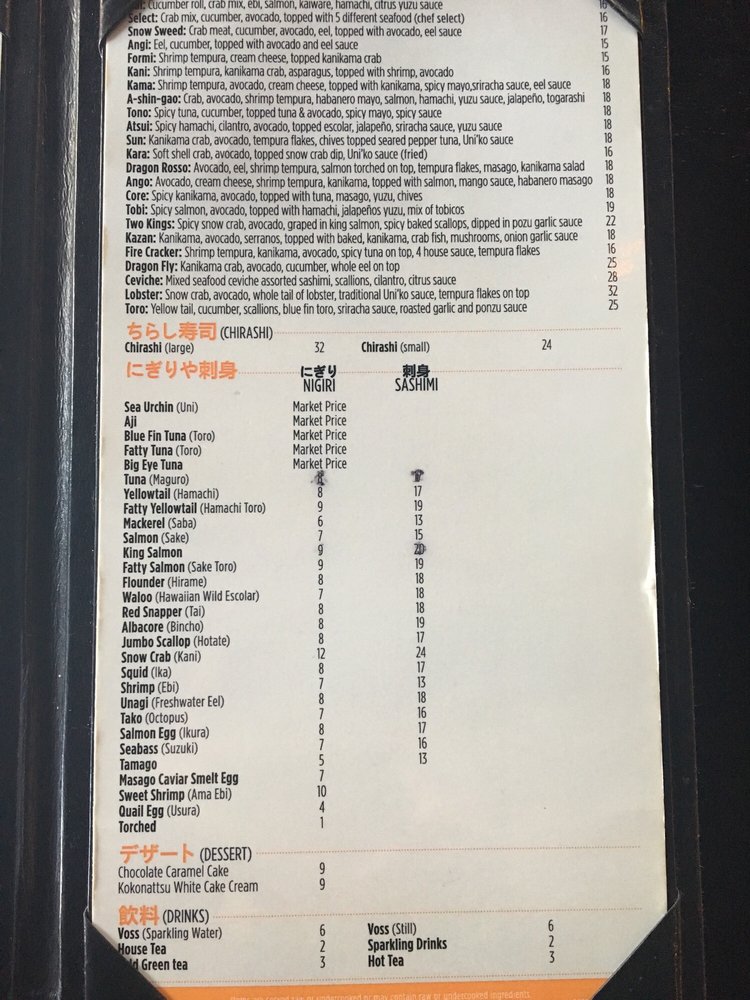 Cucumber roll, crab mix, ebi, salmon, kaiware, hamachi, citrus yuzu sauce 16
Select: Crab mix, cucumber, avocado, topped with 5 different seafood (chef select) 16
Snow Sweed: Crab meat, cucumber, avocado, eel, topped with avocado, eel sauce 17
Angi: Eel, cucumber, topped with avocado and eel sauce 15
Formi: Shrimp tempura, cream cheese, topped kanikama crab 15
Kani: Shrimp tempura, kanikama crab, asparagus, topped with shrimp, avocado 16
Kama: Shrimp tempura, avocado, cream cheese, topped with kanikama, spicy mayo,sriracha sauce, eel sauce 18
A-shin-gao: Crab, avocado, shrimp tempura, habanero mayo, salmon, hamachi, yuzu sauce, jalapeño, togarashi 18
Tono: Spicy tuna, cucumber, topped tuna & avocado, spicy mayo, spicy sauce 18
Atsui: Spicy hamachi, cilantro, avocado, topped escolar, jalapeño, sriracha sauce, yuzu sauce 18
Sun: Kanikama crab, avocado, tempura flakes, chives topped seared pepper tuna, Uni'ko sauce 18
Kara: Soft shell crab, avocado, topped snow crab dip, Uni'ko sauce (fried) 16
Dragon Rosso: Avocado, eel, shrimp tempura, salmon torched on top, tempura flakes, masago, kanikama salad 18
Ango: Avocado, cream cheese, shrimp tempura, kanikama, topped with salmon, mango sauce, habanero masago 18
Core: Spicy kanikama, avocado, topped with tuna, masago, yuzu, chives 18
Tobi: Spicy salmon, avocado, topped with hamachi, jalapeños yuzu, mix of tobicos 19
Two Kings: Spicy snow crab, avocado, graped in king salmon, spicy baked scallops, dipped in pozu garlic sauce 22
Kazan: Kanikama, avocado, serranos, topped with baked, kanikama, crab fish, mushrooms, onion garlic sauce 18
Fire Cracker: Shrimp tempura, kanikama, avocado, spicy tuna on top, 4 house sauce, tempura flakes 16
Dragon Fly: Kanikama crab, avocado, cucumber, whole eel on top 25
Ceviche: Mixed seafood ceviche assorted sashimi, scallions, cilantro, citrus sauce 28
Lobster: Snow crab, avocado, whole tail of lobster, traditional Uni'ko sauce, tempura flakes on top 32
Toro: Yellow tail, cucumber, scallions, blue fin toro, sriracha sauce, roasted garlic and ponzu sauce 25
ちらし寿司 (CHIRASHI)
Chirashi (large) 32 Chirashi (small) 24
にぎりや刺身 にぎり 刺身
NIGIRI SASHIMI
Sea Urchin (Uni) Market Price
Aji Market Price
Blue Fin Tuna (Toro) Market Price
Fatty Tuna (Toro) Market Price
Big Eye Tuna Market Price
Tuna (Maguro)
Yellowtail (Hamachi) 8 17
Fatty Yellowtail (Hamachi Toro) 9 19
Mackerel (Saba) 6 13
Salmon (Sake) 7 15
King Salmon 9 20
Fatty Salmon (Sake Toro) 9 19
Flounder (Hirame) 8 18
Waloo (Hawaiian Wild Escolar) 7 18
Red Snapper (Tai) 8 18
Albacore (Bincho) 8 19
Jumbo Scallop (Hotate) 8 17
Snow Crab (Kani) 12 24
Squid (Ika) 8 17
Shrimp (Ebi) 7 13
Unagi (Freshwater Eel) 8 18
Tako (Octopus) 7 16
Salmon Egg (Ikura) 8 17
Seabass (Suzuki) 7 16
Tamago 5 13
Masago Caviar Smelt Egg 7
Sweet Shrimp (Ama Ebi) 10
Quail Egg (Usura) 4
Torched 1
デザート (DESSERT)
Chocolate Caramel Cake 9
Kokonattsu White Cake Cream 9
飲料 (DRINKS)
Voss (Sparkling Water) 6 Voss (Still) 6
House Tea 2 Sparkling Drinks 2
ld Green tea 3 Hot Tea 3
Items are served raw or undercooked or may contain raw or undercooked ingredients